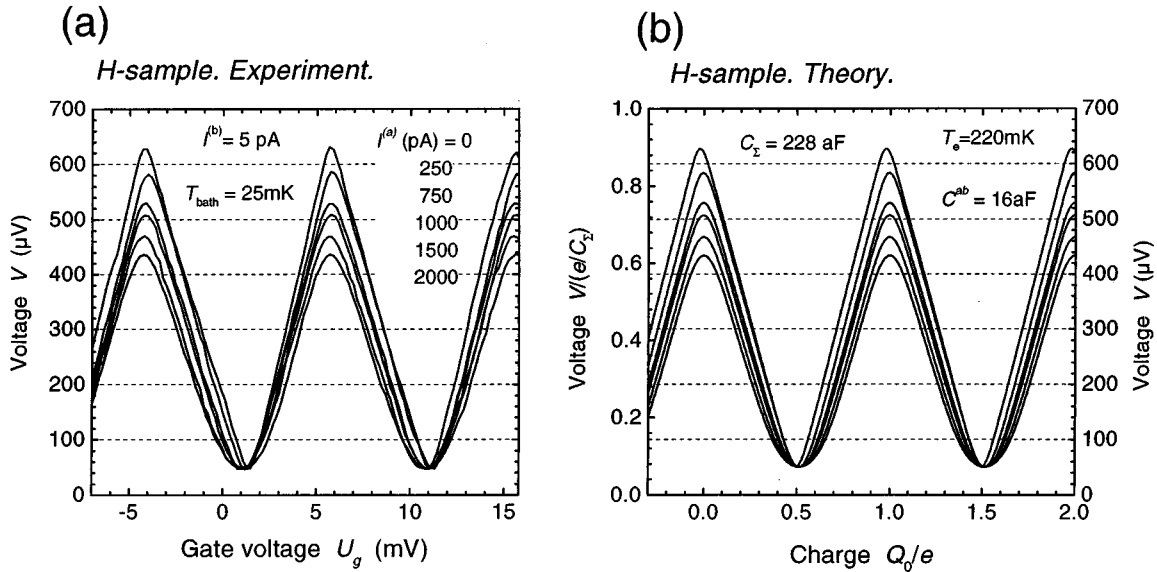 (a)
H-sample. Experiment.
700
600
500
400
300
200
100
0
Voltage V (μV)
I(b) = 5 pA
I(a) (pA) = 0
250
750
1000
1500
2000
Tbath = 25mK
-5
0
5
10
15
Gate voltage Ug (mV)
(b)
H-sample. Theory.
1.0
0.8
0.6
0.4
0.2
0.0
Voltage V/(e/CΣ)
CΣ = 228 aF
Te=220mK
Cab = 16aF
700
600
500
400
300
200
100
0
Voltage V (μV)
0.0
0.5
1.0
1.5
2.0
Charge Q0/e